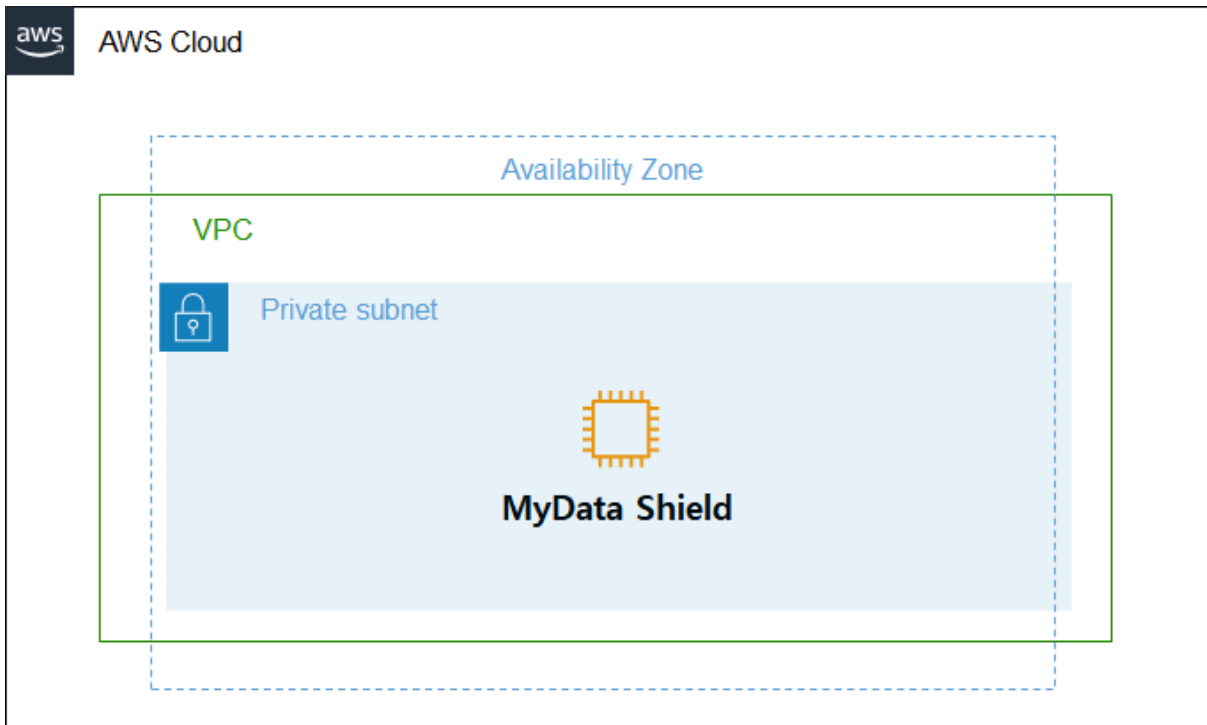 aws
AWS Cloud
Availability Zone
VPC
Private subnet
MyData Shield